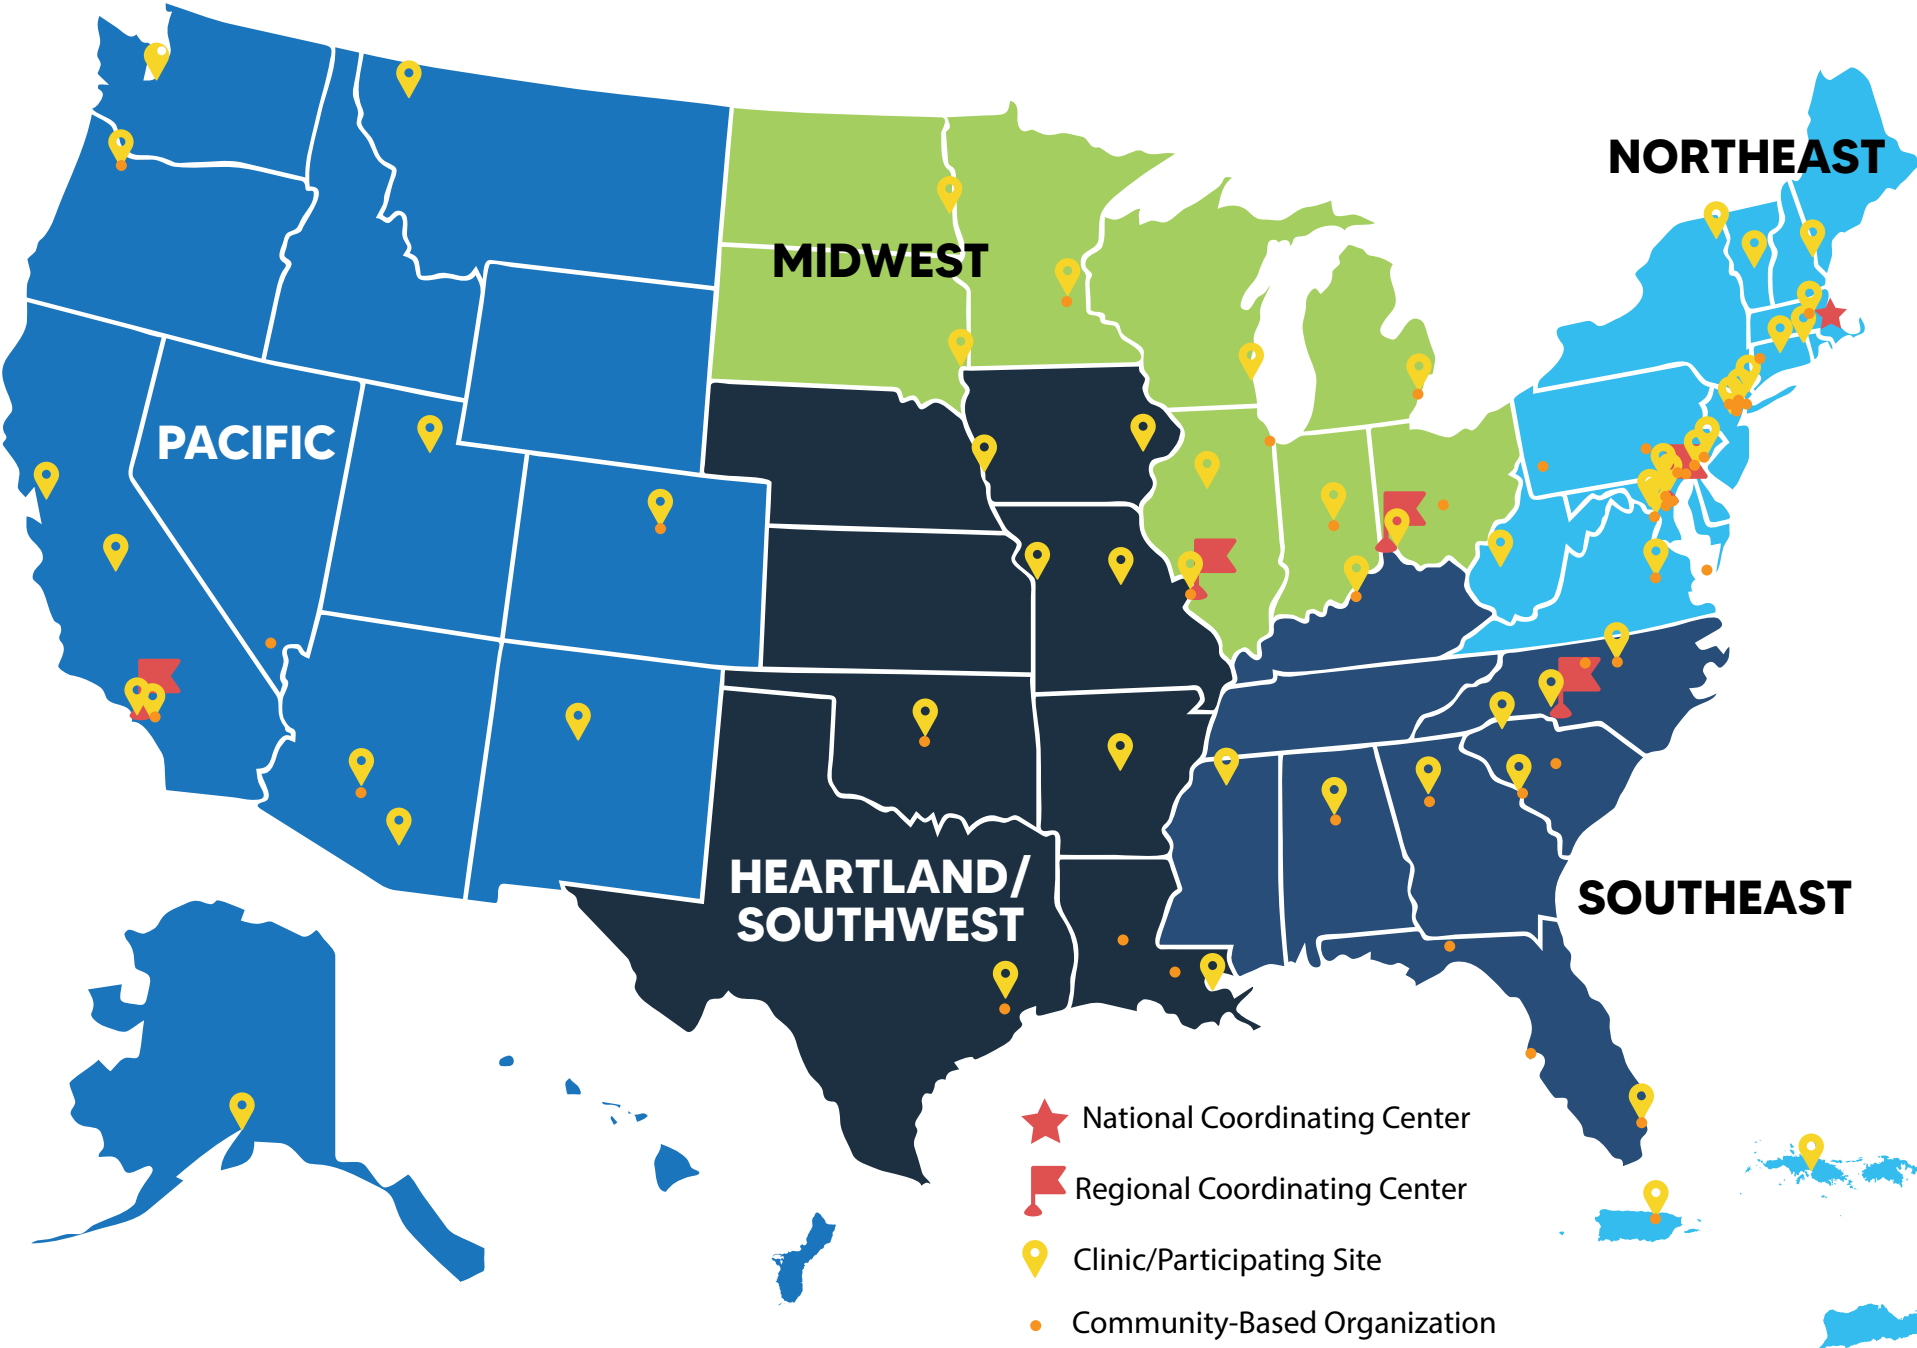 NORTHEAST
MIDWEST
PACIFIC
HEARTLAND/
SOUTHWEST
SOUTHEAST
National Coordinating Center
Regional Coordinating Center
Clinic/Participating Site
Community-Based Organization